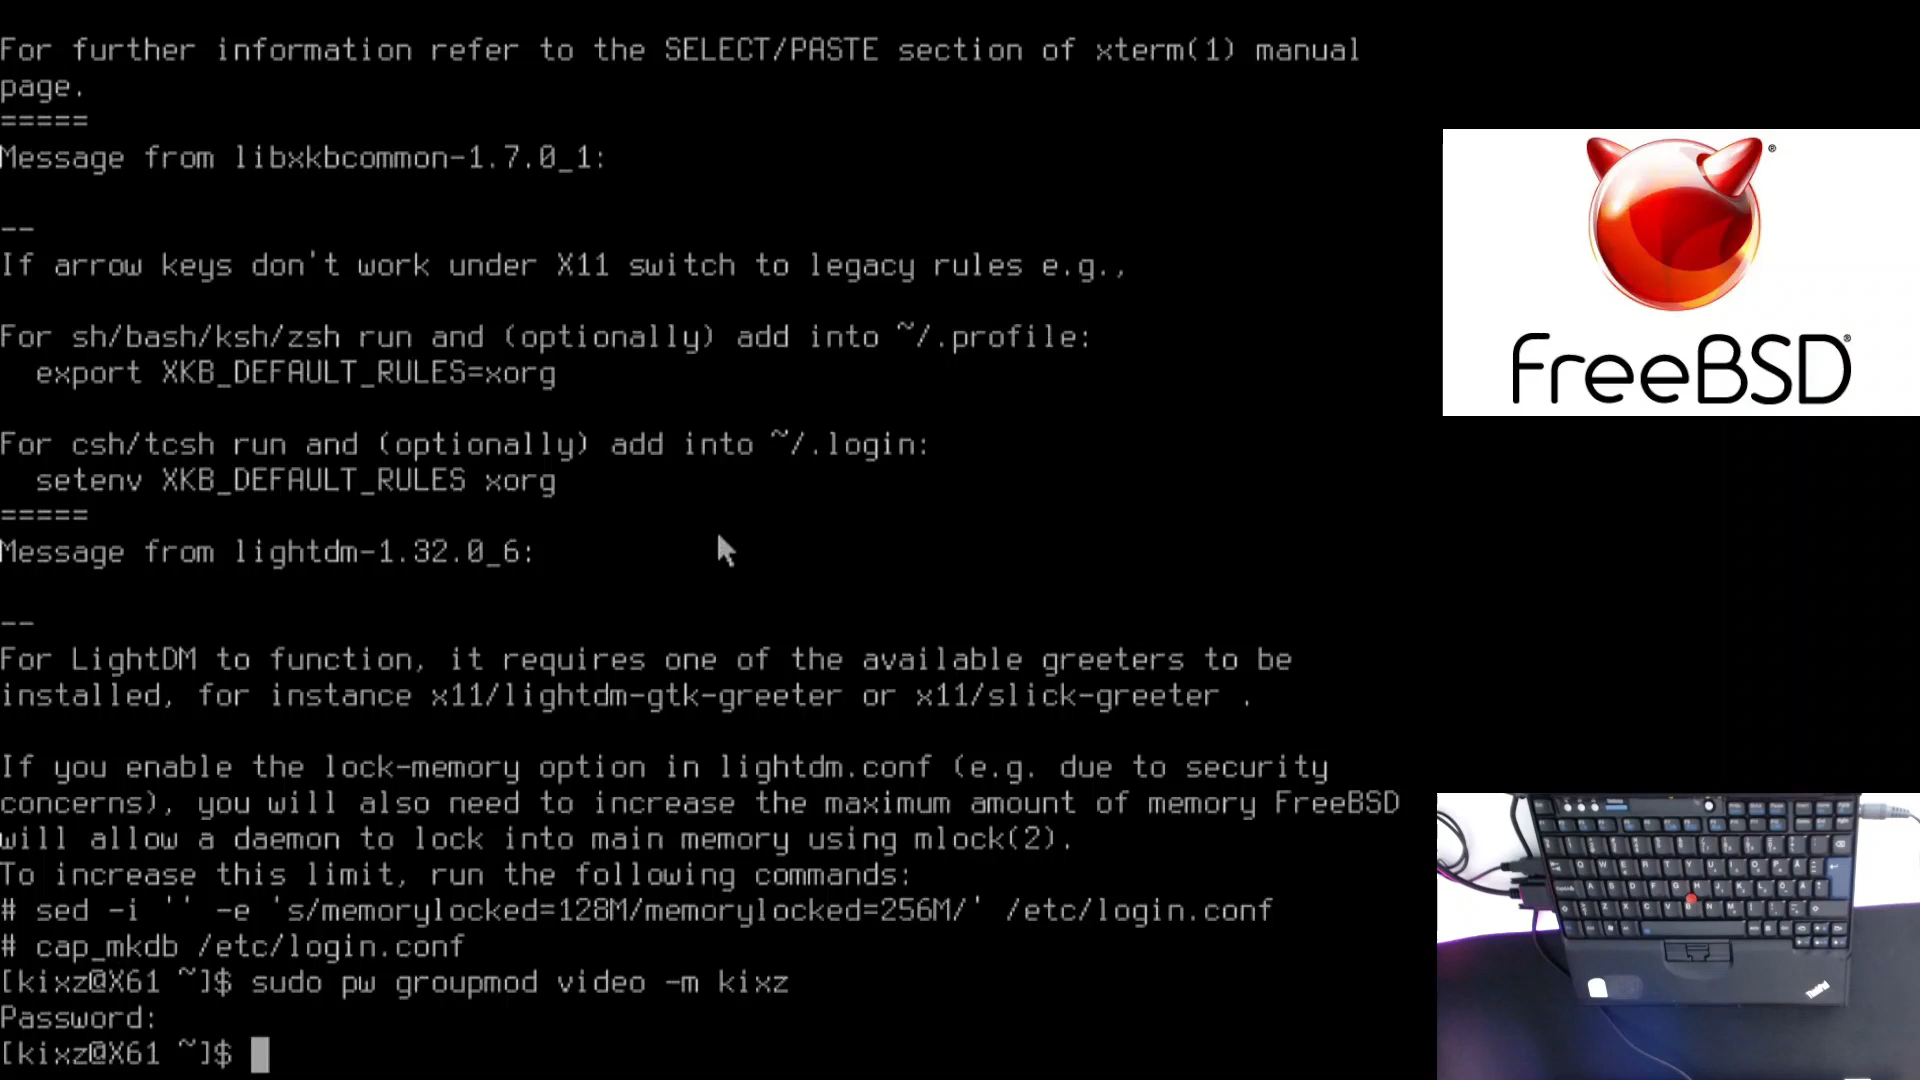 For further information refer to the SELECT/PASTE section of xterm(1) manual
page.
=====
Message from libxkbcommon-1.7.0_1:
--
If arrow keys don't work under X11 switch to legacy rules e.g.,
For sh/bash/ksh/zsh run and (optionally) add into ~/.profile:
export XKB_DEFAULT_RULES=xorg
For csh/tcsh run and (optionally) add into ~/.login:
setenv XKB_DEFAULT_RULES xorg
=====
Message from lightdm-1.32.0_6:
--
For LightDM to function, it requires one of the available greeters to be
installed, for instance x11/lightdm-gtk-greeter or x11/slick-greeter .
If you enable the lock-memory option in lightdm.conf (e.g. due to security
concerns), you will also need to increase the maximum amount of memory FreeBSD
will allow a daemon to lock into main memory using mlock(2).
To increase this limit, run the following commands:
# sed -i '' -e 's/memorylocked=128M/memorylocked=256M/' /etc/login.conf
# cap_mkdb /etc/login.conf
[kixz@X61 ~]$ sudo pw groupmod video -m kixz
Password:
[kixz@X61 ~]$
FreeBSD®
ThinkPad